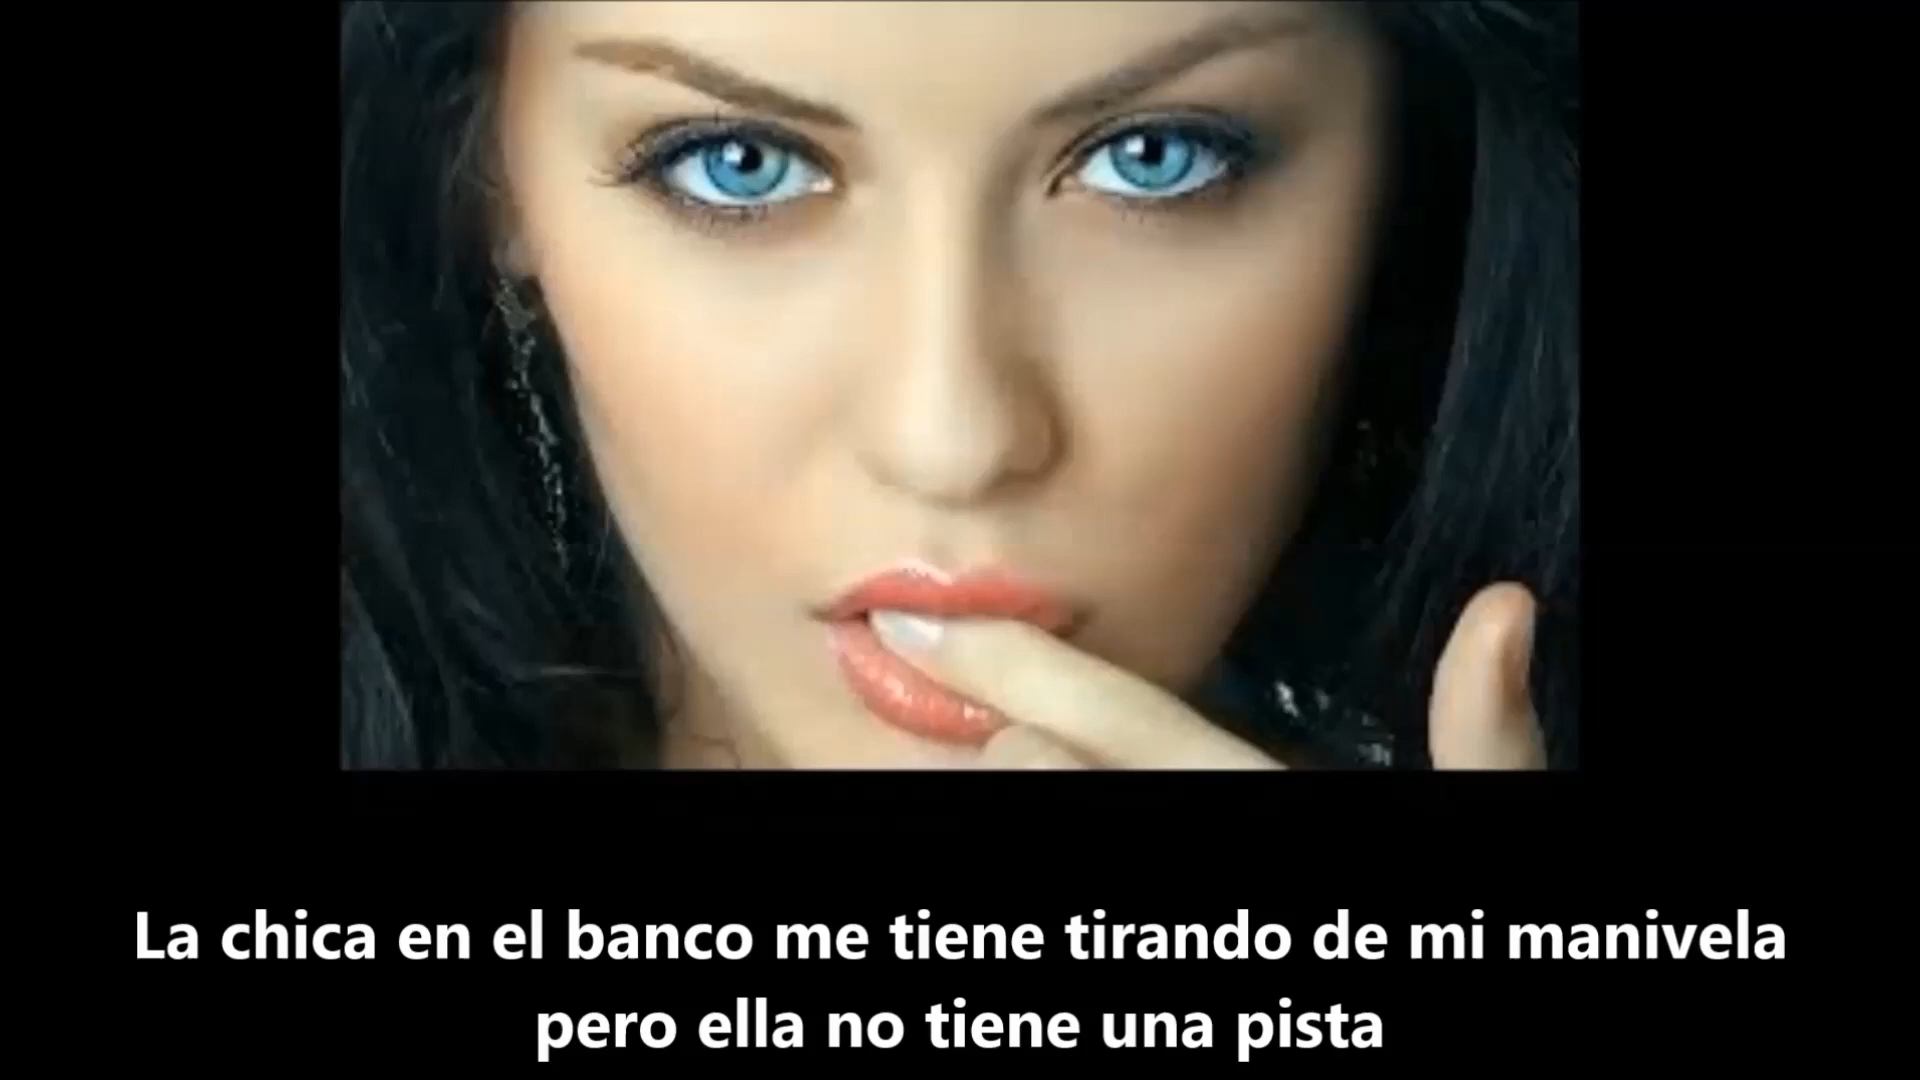 La chica en el banco me tiene tirando de mi manivela
pero ella no tiene una pista